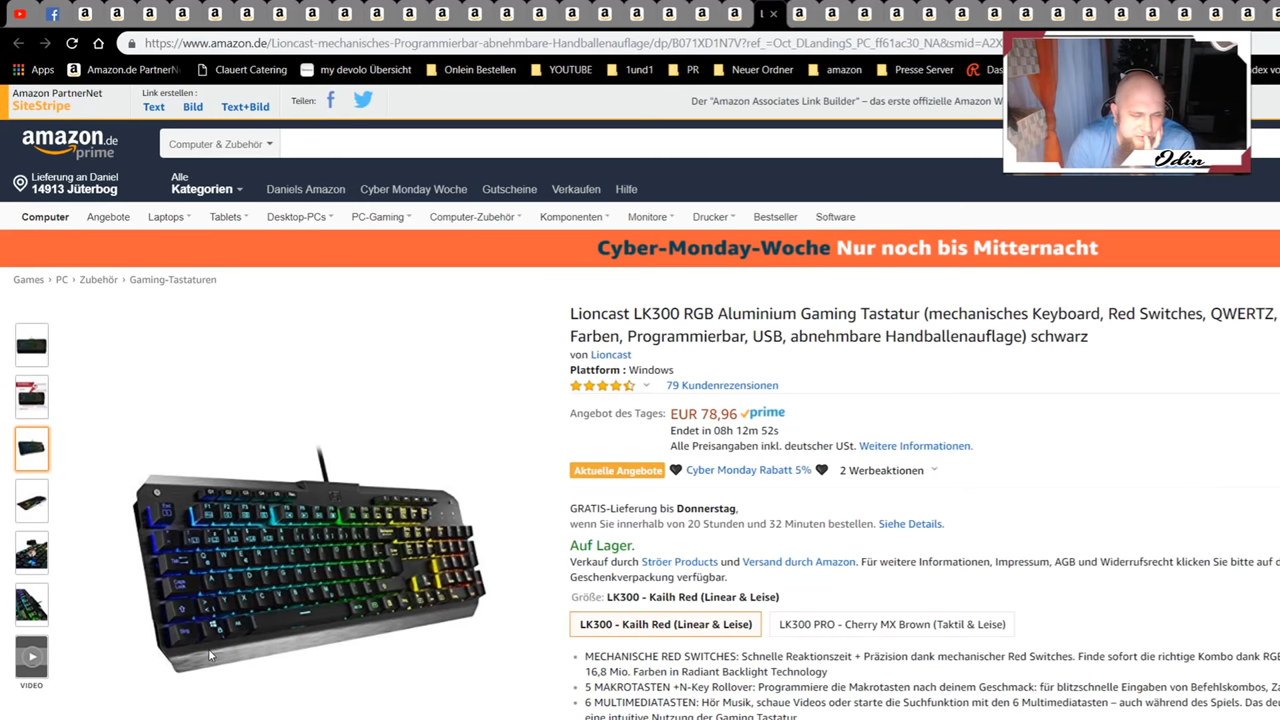 https://www.amazon.de/Lioncast-mechanisches-Programmierbar-abnehmbare-Handballenauflage/dp/B071XD1N7V?ref_=Oct_DLandingS_PC_ff61ac30_NA&smid=A2X
Apps Amazon.de PartnerN Clauert Catering my devolo Übersicht Onlein Bestellen YOUTUBE 1und1 PR Neuer Ordner amazon Presse Server Das
Amazon PartnerNet
SiteStripe
Link erstellen :
Text Bild Text+Bild
Teilen:
Der "Amazon Associates Link Builder" – das erste offizielle Amazon W
amazon.de
prime
Computer & Zubehör
Odin
Lieferung an Daniel
14913 Jüterbog
Alle
Kategorien
Daniels Amazon Cyber Monday Woche Gutscheine Verkaufen Hilfe
Computer Angebote Laptops Tablets Desktop-PCs PC-Gaming Computer-Zubehör Komponenten Monitore Drucker Bestseller Software
Cyber-Monday-Woche Nur noch bis Mitternacht
Games › PC › Zubehör › Gaming-Tastaturen
Lioncast LK300 RGB Aluminium Gaming Tastatur (mechanisches Keyboard, Red Switches, QWERTZ,
Farben, Programmierbar, USB, abnehmbare Handballenauflage) schwarz
von Lioncast
Plattform : Windows
79 Kundenrezensionen
Angebot des Tages: EUR 78,96 prime
Endet in 08h 12m 52s
Alle Preisangaben inkl. deutscher USt. Weitere Informationen.
Aktuelle Angebote Cyber Monday Rabatt 5% 2 Werbeaktionen
GRATIS-Lieferung bis Donnerstag,
wenn Sie innerhalb von 20 Stunden und 32 Minuten bestellen. Siehe Details.
Auf Lager.
Verkauf durch Ströer Products und Versand durch Amazon. Für weitere Informationen, Impressum, AGB und Widerrufsrecht klicken Sie bitte auf d
Geschenkverpackung verfügbar.
Größe: LK300 - Kailh Red (Linear & Leise)
LK300 - Kailh Red (Linear & Leise) LK300 PRO - Cherry MX Brown (Taktil & Leise)
• MECHANISCHE RED SWITCHES: Schnelle Reaktionszeit + Präzision dank mechanischer Red Switches. Finde sofort die richtige Kombo dank RGB
16,8 Mio. Farben in Radiant Backlight Technology
• 5 MAKROTASTEN +N-Key Rollover: Programmiere die Makrotasten nach deinem Geschmack: für blitzschnelle Eingaben von Befehlskombos, Za
• 6 MULTIMEDIATASTEN: Hör Musik, schaue Videos oder starte die Suchfunktion mit den 6 Multimediatasten – auch während des Spiels. Das de
eine intuitive Nutzung der Gaming Tastatur
VIDEO